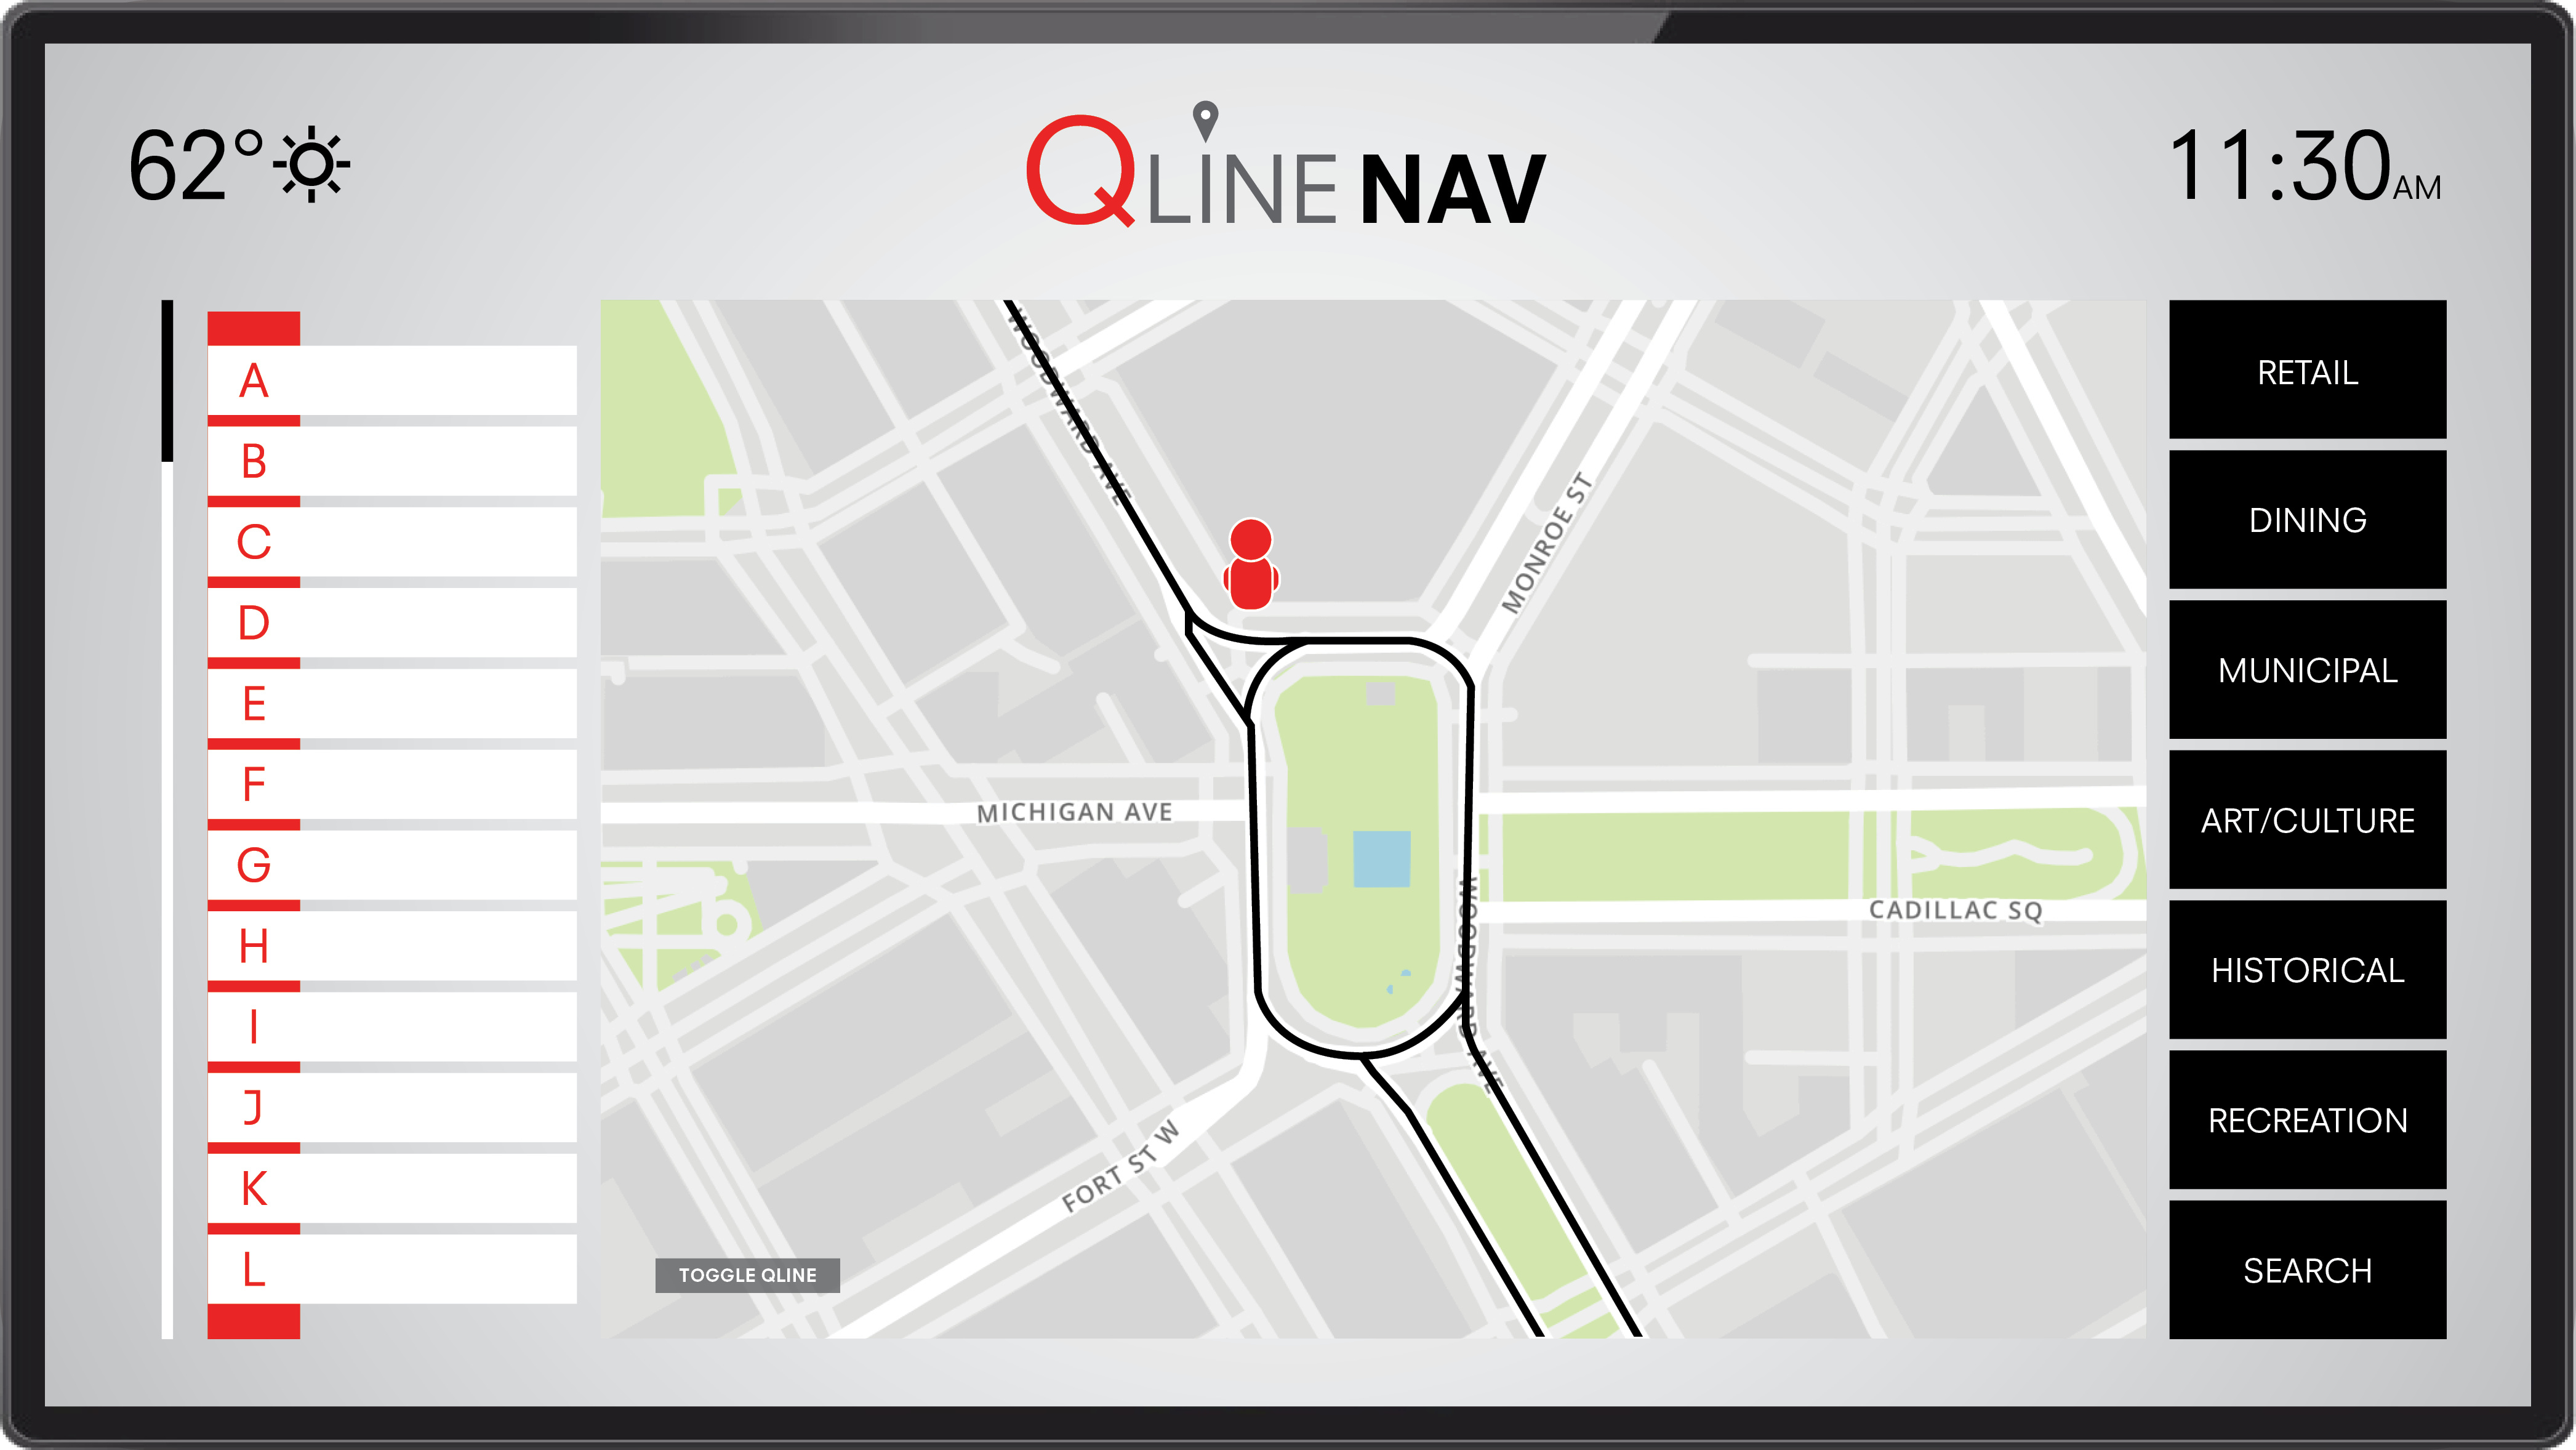 62°
QLINE NAV
11:30AM
A
B
C
D
E
F
G
H
I
J
K
L
WOODWARD AVE
MONROE ST
MICHIGAN AVE
CADILLAC SQ
WOODWARD AVE
FORT ST W
TOGGLE QLINE
RETAIL
DINING
MUNICIPAL
ART/CULTURE
HISTORICAL
RECREATION
SEARCH